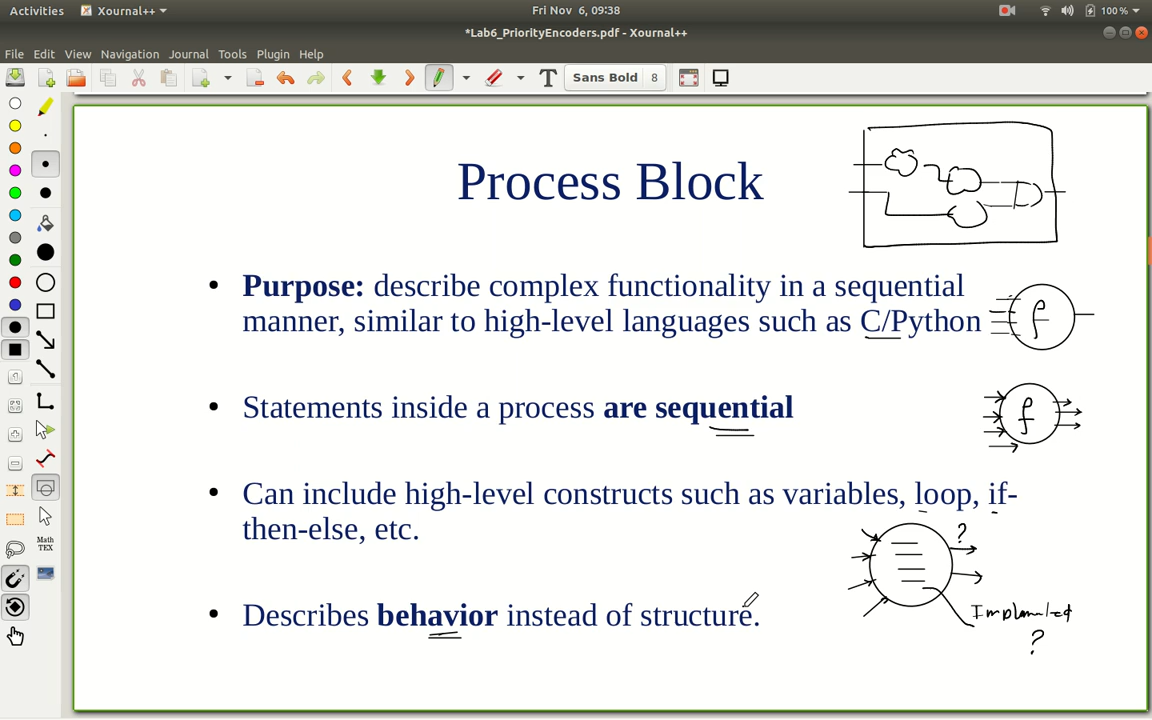 Activities Xournal++ Fri Nov 6, 09:38 100 %
*Lab6_PriorityEncoders.pdf - Xournal++
File Edit View Navigation Journal Tools Plugin Help
Sans Bold 8
Process Block
• Purpose: describe complex functionality in a sequential
manner, similar to high-level languages such as C/Python
f
• Statements inside a process are sequential
f
• Can include high-level constructs such as variables, loop, if-
then-else, etc.
?
• Describes behavior instead of structure.
?
Math
TEX